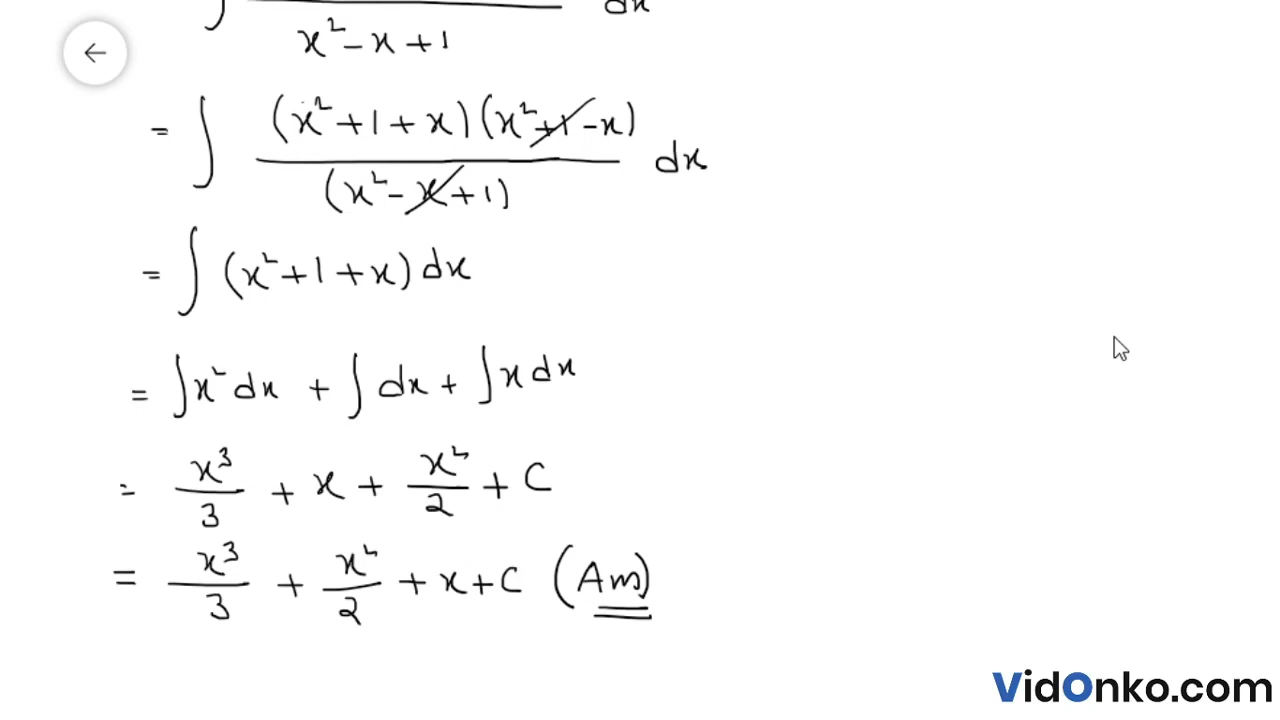 ∫ ‾‾‾‾‾ dx
x² - x + 1
= ∫ (x² + 1 + x) (x² + 1 - x) / (x² - x + 1) dx
= ∫ (x² + 1 + x) dx
= ∫ x² dx + ∫ dx + ∫ x dx
= x³/3 + x + x²/2 + C
= x³/3 + x²/2 + x + C (Ans)
VidOnko.com